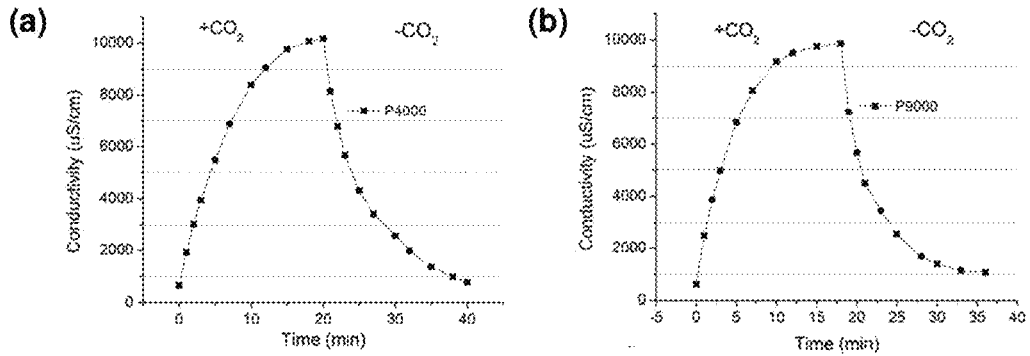 (a)
+CO2
-CO2
P4000
Conductivity (uS/cm)
10000
8000
6000
4000
2000
0
0 10 20 30 40
Time (min)
(b)
+CO2
-CO2
P9000
Conductivity (uS/cm)
10000
8000
6000
4000
2000
0
-5 0 5 10 15 20 25 30 35 40
Time (min)